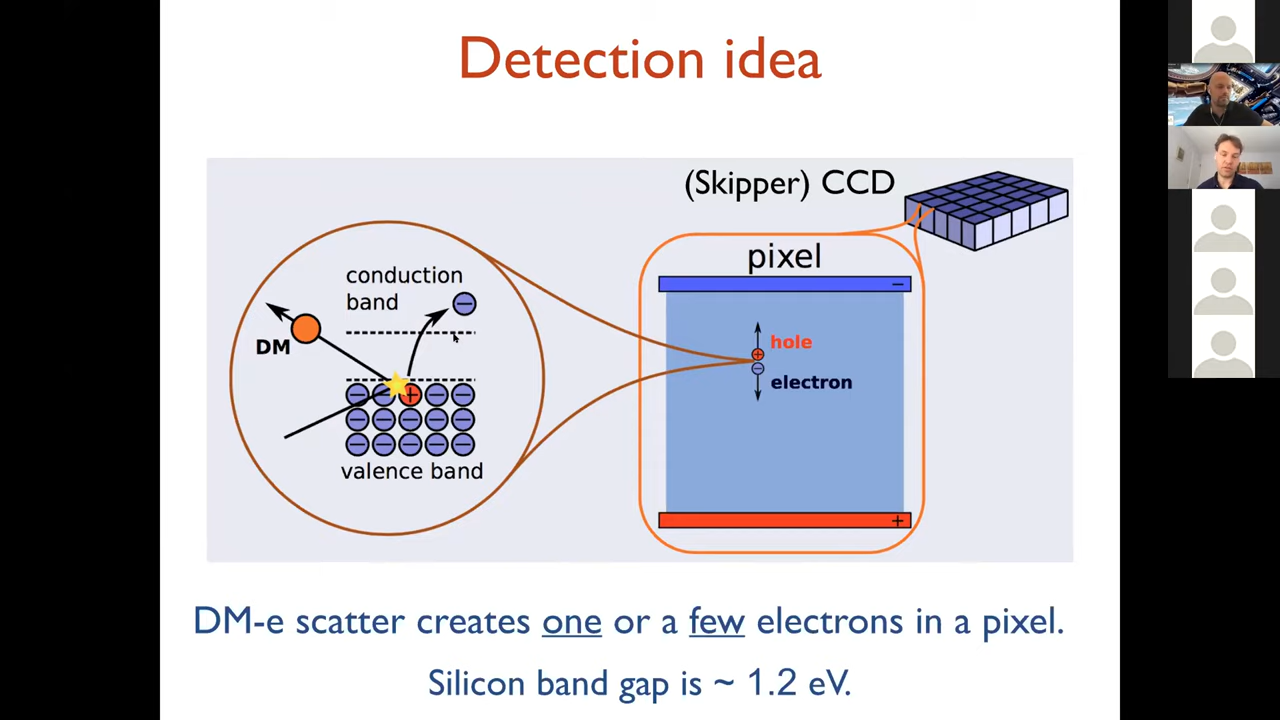 Detection idea
(Skipper) CCD
pixel
−
conduction
band
−
DM
hole
+
−
electron
− − + − −
− − − − −
− − − − −
valence band
+
DM-e scatter creates one or a few electrons in a pixel.
Silicon band gap is ~ 1.2 eV.